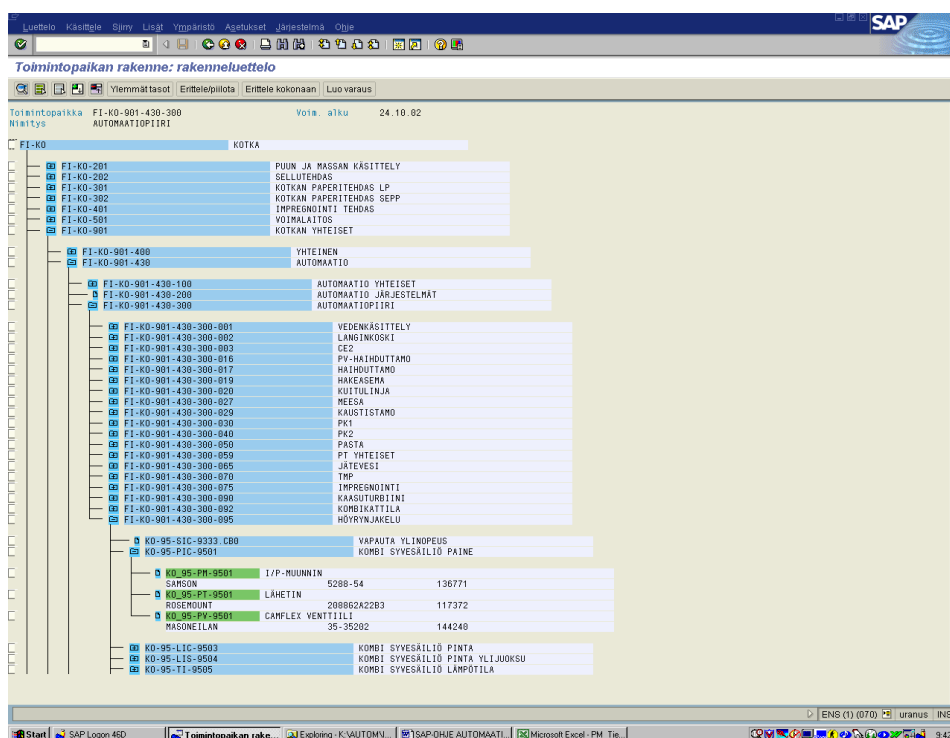 Luettelo Käsittele Siirry Lisät Ympäristö Asetukset Järjestelmä Ohje
SAP
Toimintopaikan rakenne: rakenneluettelo
Ylemmät tasot Erittele/piilota Erittele kokonaan Luo varaus
Toimintopaikka FI-KO-901-430-300 Voim. alku 24.10.02
Nimitys AUTOMAATIOPIIRI
FI-KO KOTKA
FI-KO-201 PUUN JA MASSAN KÄSITTELY
FI-KO-202 SELLUTEHDAS
FI-KO-301 KOTKAN PAPERITEHDAS LP
FI-KO-302 KOTKAN PAPERITEHDAS SEPP
FI-KO-401 IMPREGNOINTI TEHDAS
FI-KO-501 VOIMALAITOS
FI-KO-901 KOTKAN YHTEISET
FI-KO-901-400 YHTEINEN
FI-KO-901-430 AUTOMAATIO
FI-KO-901-430-100 AUTOMAATIO YHTEISET
FI-KO-901-430-200 AUTOMAATIO JÄRJESTELMÄT
FI-KO-901-430-300 AUTOMAATIOPIIRI
FI-KO-901-430-300-001 VEDENKÄSITTELY
FI-KO-901-430-300-002 LANGINKOSKI
FI-KO-901-430-300-003 CE2
FI-KO-901-430-300-016 PV-HAIHDUTTAMO
FI-KO-901-430-300-017 HAIHDUTTAMO
FI-KO-901-430-300-019 HAKEASEMA
FI-KO-901-430-300-020 KUITULINJA
FI-KO-901-430-300-027 MEESA
FI-KO-901-430-300-029 KAUSTISTAMO
FI-KO-901-430-300-030 PK1
FI-KO-901-430-300-040 PK2
FI-KO-901-430-300-050 PASTA
FI-KO-901-430-300-059 PT YHTEISET
FI-KO-901-430-300-065 JÄTEVESI
FI-KO-901-430-300-070 TMP
FI-KO-901-430-300-075 IMPREGNOINTI
FI-KO-901-430-300-090 KAASUTURBIINI
FI-KO-901-430-300-092 KOMBIKATTILA
FI-KO-901-430-300-095 HÖYRYNJAKELU
KO-95-SIC-9333.CB0 VAPAUTA YLINOPEUS
KO-95-PIC-9501 KOMBI SYVESÄILIÖ PAINE
KO_95-PM-9501 I/P-MUUNNIN
SAMSON 5288-54 136771
KO_95-PT-9501 LÄHETIN
ROSEMOUNT 208862A22B3 117372
KO_95-PV-9501 CAMFLEX VENTTIILI
MASONEILAN 35-35202 144240
KO-95-LIC-9503 KOMBI SYVESÄILIÖ PINTA
KO-95-LIS-9504 KOMBI SYVESÄILIÖ PINTA YLIJUOKSU
KO-95-TI-9505 KOMBI SYVESÄILIÖ LÄMPÖTILA
ENS (1) (070) uranus INS
Start SAP Logon 46D Toimintopaikan rake... Exploring - K:\AUTOM\... SAP-OHJE AUTOMAATI... Microsoft Excel - PM_Tie...